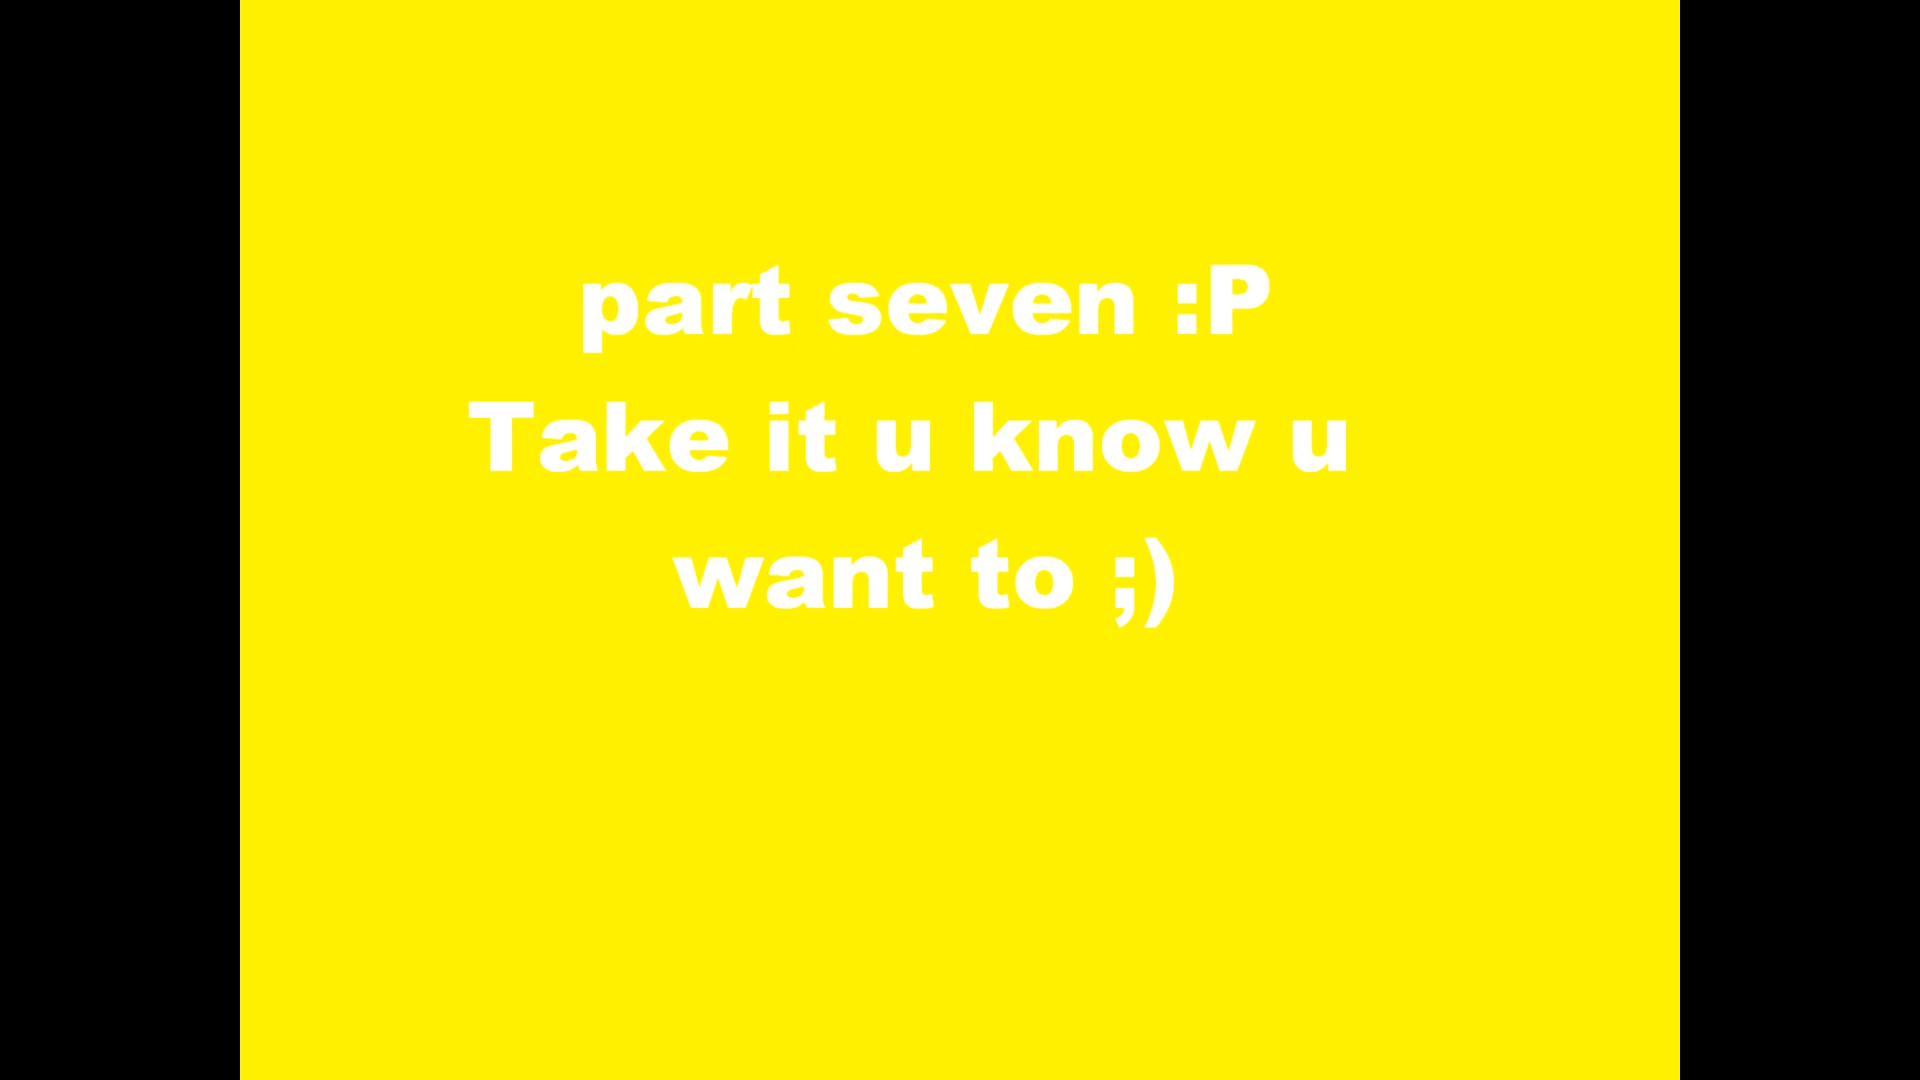 part seven :P
Take it u know u
want to ;)